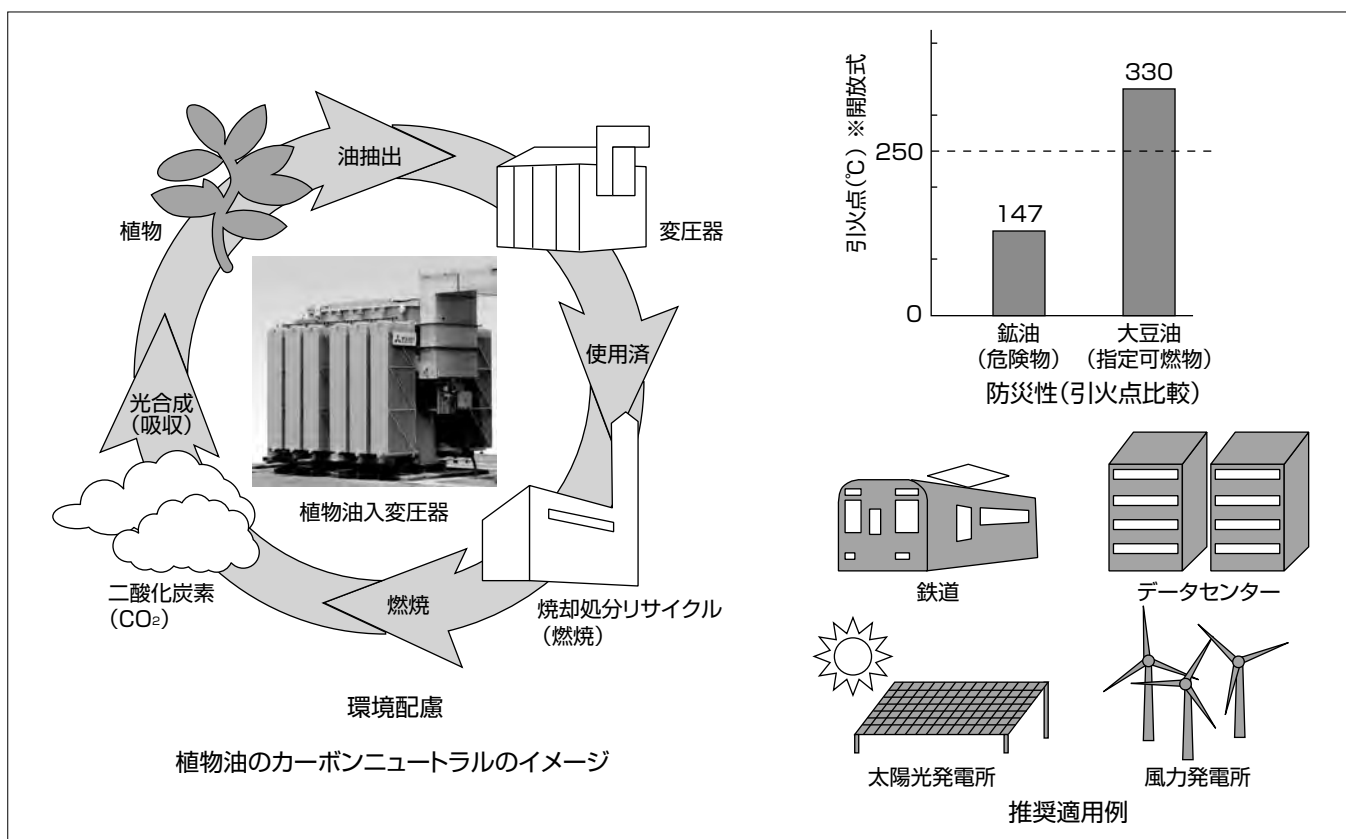 油抽出
植物
変圧器
使用済
光合成
(吸収)
植物油入変圧器
二酸化炭素
(CO₂)
燃焼
焼却処分リサイクル
(燃焼)
環境配慮
植物油のカーボンニュートラルのイメージ
引火点(℃)※開放式
330
250
147
0
鉱油
(危険物)
大豆油
(指定可燃物)
防災性(引火点比較)
鉄道
データセンター
太陽光発電所
風力発電所
推奨適用例